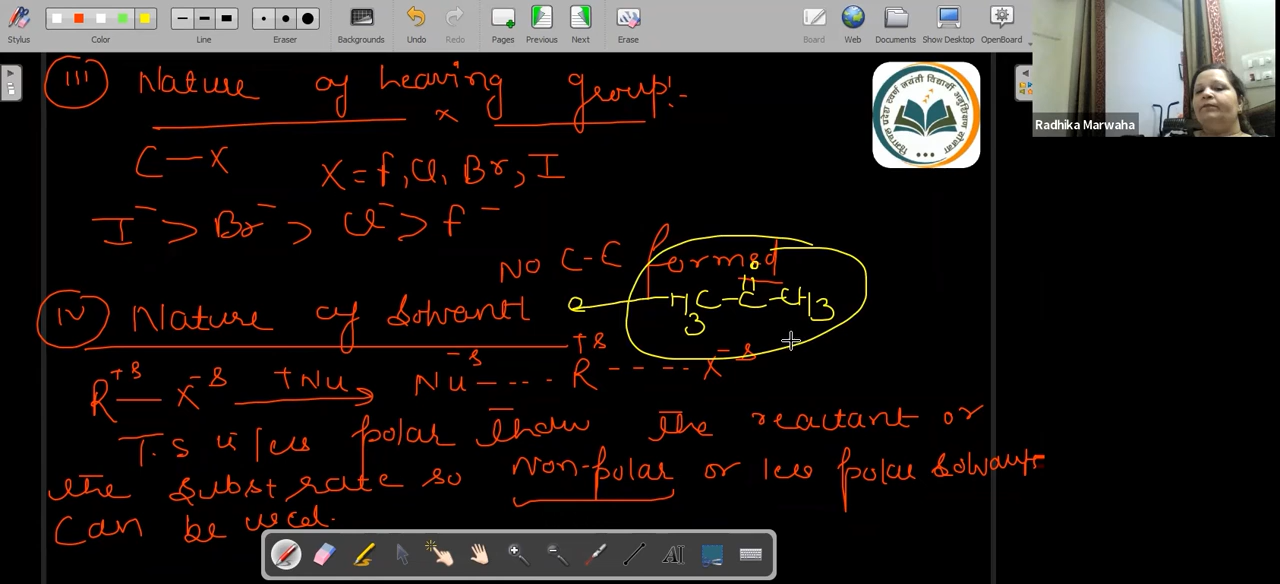 Stylus Color Line Eraser Backgrounds Undo Redo Pages Previous Next Erase Board Web Documents Show Desktop OpenBoard
Radhika Marwaha
III Nature of leaving group:-
x
C—X X = f, Cl, Br, I
I⁻ > Br⁻ > Cl⁻ > f⁻
NO C-C formed
IV Nature of Solvent
O
H₃C—C—CH₃
R⁺ᵟ—X⁻ᵟ +Nu → Nu⁻ᵟ---- R⁺ᵟ ---- X⁻ᵟ
T.S is less polar than the reactant or
the substrate so Non-polar or less polar solvents
Can be used.
AI